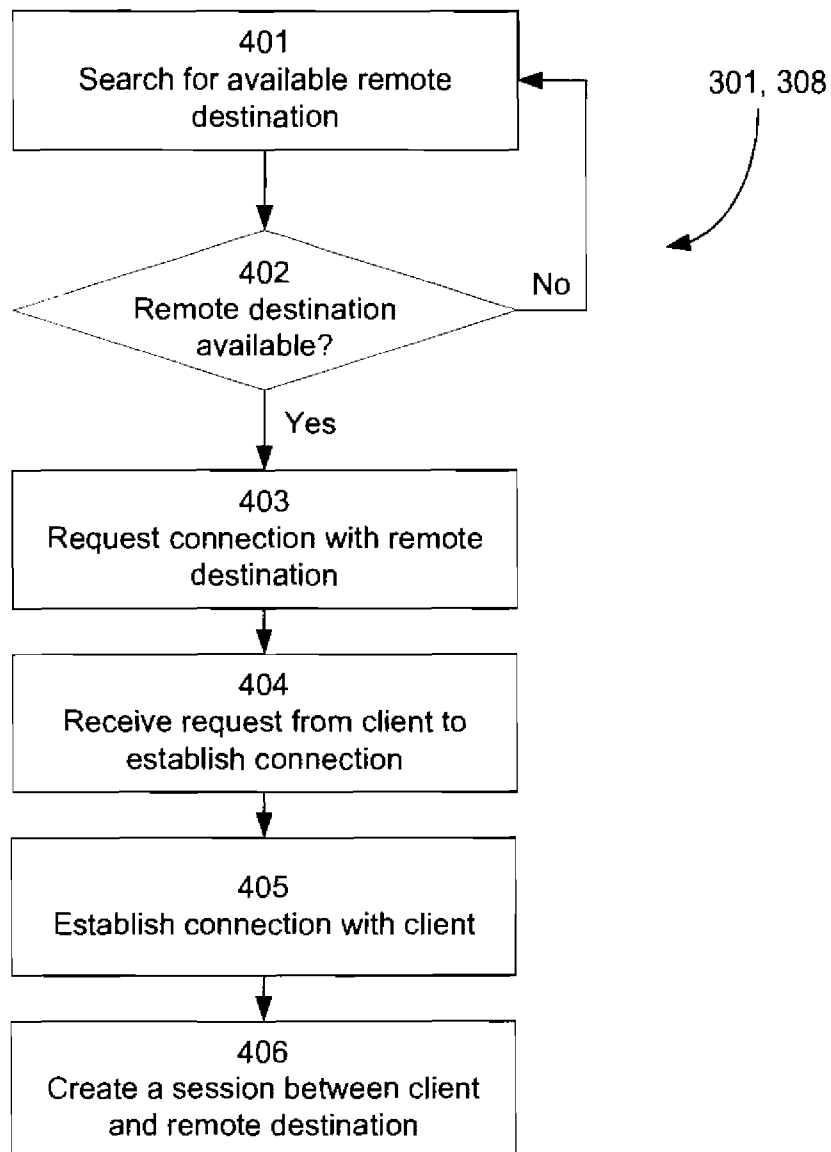 401
Search for available remote
destination
301, 308
402
Remote destination
available?
No
Yes
403
Request connection with remote
destination
404
Receive request from client to
establish connection
405
Establish connection with client
406
Create a session between client
and remote destination